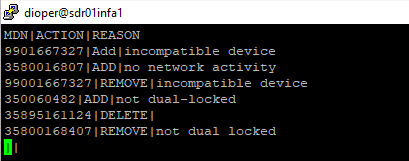 dioper@sdr01infa1
MDN|ACTION|REASON
9901667327|Add|incompatible device
3580016807|ADD|no network activity
99001667327|REMOVE|incompatible device
350060482|ADD|not dual-locked
35895161124|DELETE|
35800168407|REMOVE|not dual locked
||